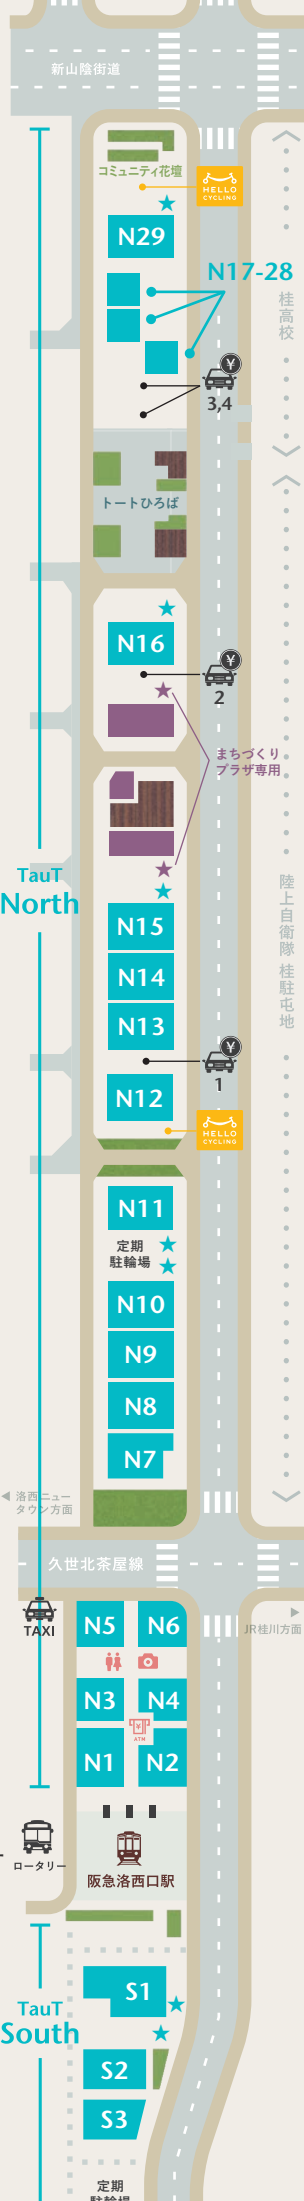 新山陰街道
コミュニティ花壇
HELLO
CYCLING
N29
N17-28
桂高校
¥
3,4
トートひろば
N16
¥
2
まちづくり
プラザ専用
TauT
North
陸上自衛隊 桂駐屯地
N15
N14
N13
¥
1
N12
HELLO
CYCLING
N11
定期
駐輪場
N10
N9
N8
N7
洛西ニュー
タウン方面
久世北茶屋線
TAXI
N5
N6
JR桂川方面
N3
N4
¥
ATM
N1
N2
ロータリー
阪急洛西口駅
S1
TauT
South
S2
S3
定期
駐輪場